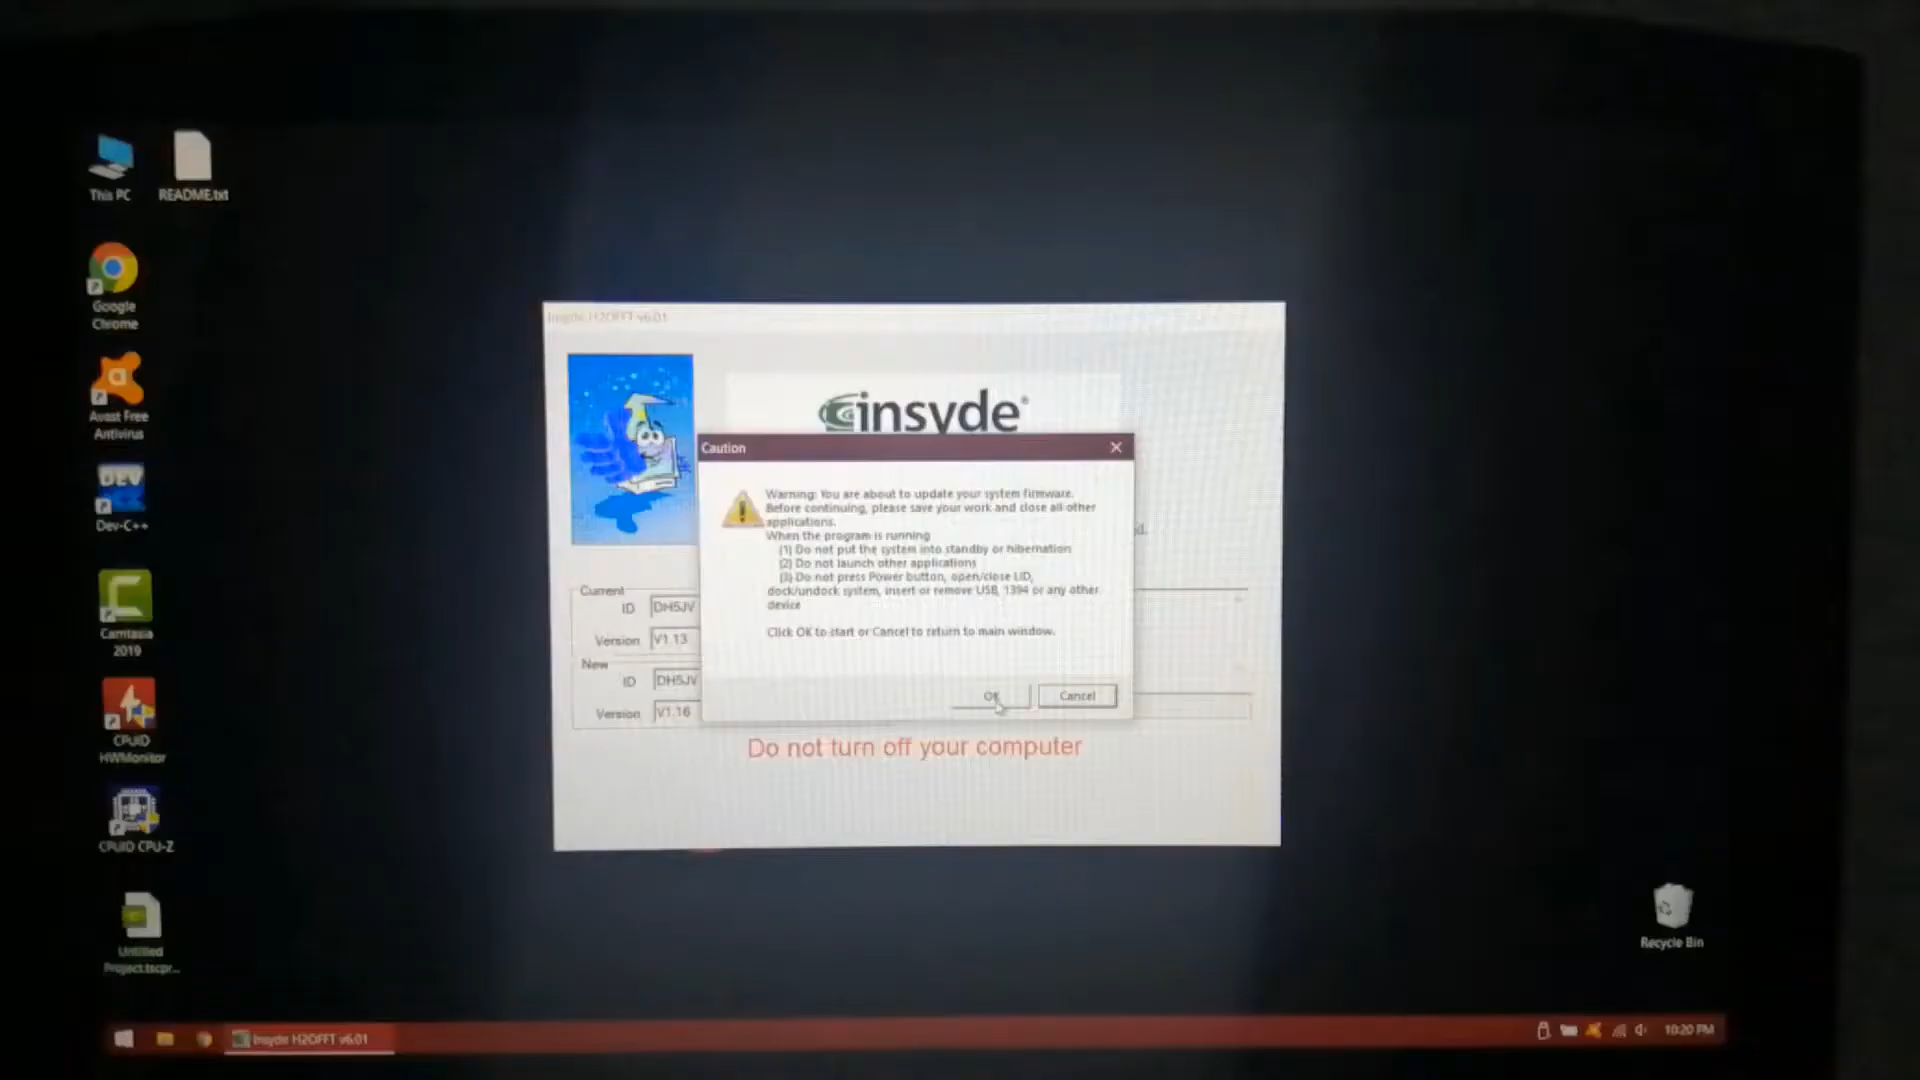 This PC
README.txt
Google
Chrome
Avast Free
Antivirus
DEV
Dev-C++
Camtasia
2019
CPUID
HWMonitor
CPUID CPU-Z
Untitled
Project.tscpr...
Insyde H2OFFT v6.01
insyde®
Caution
Warning: You are about to update your system firmware.
Before continuing, please save your work and close all other
applications.
When the program is running
(1) Do not put the system into standby or hibernation
(2) Do not launch other applications
(3) Do not press Power button, open/close LID,
dock/undock system, insert or remove USB, 1394 or any other
device
Click OK to start or Cancel to return to main window.
OK
Cancel
d.
Current
ID DH5JV
Version V1.13
New
ID DH5JV
Version V1.16
Do not turn off your computer
Recycle Bin
Insyde H2OFFT v6.01
10:20 PM